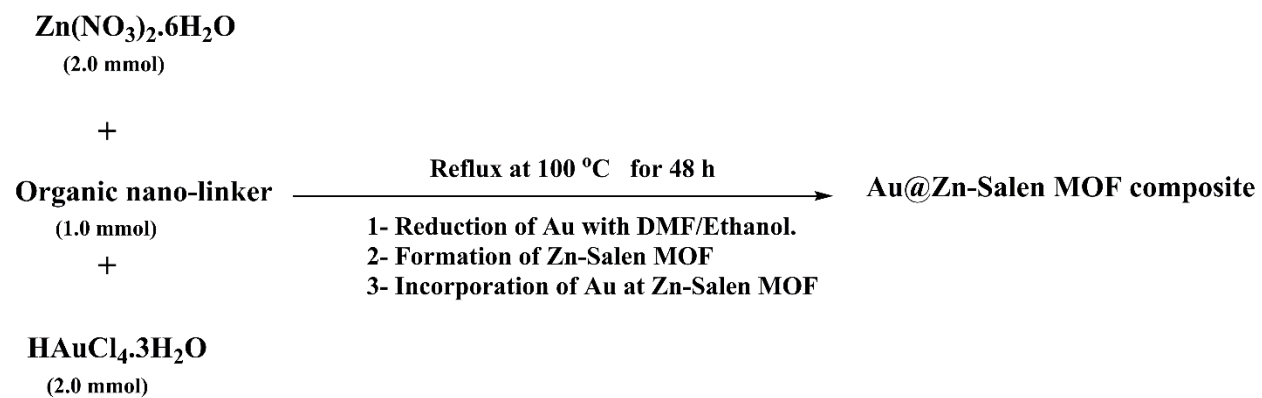 Zn(NO₃)₂.6H₂O
(2.0 mmol)
+
Organic nano-linker
(1.0 mmol)
+
HAuCl₄.3H₂O
(2.0 mmol)
Reflux at 100 ºC for 48 h
1- Reduction of Au with DMF/Ethanol.
2- Formation of Zn-Salen MOF
3- Incorporation of Au at Zn-Salen MOF
Au@Zn-Salen MOF composite